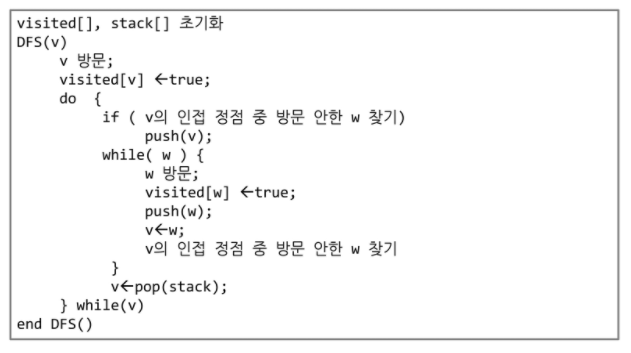 visited[], stack[] 초기화
DFS(v)
v 방문;
visited[v] ←true;
do {
if ( v의 인접 정점 중 방문 안한 w 찾기)
push(v);
while( w ) {
w 방문;
visited[w] ←true;
push(w);
v←w;
v의 인접 정점 중 방문 안한 w 찾기
}
v←pop(stack);
} while(v)
end DFS()